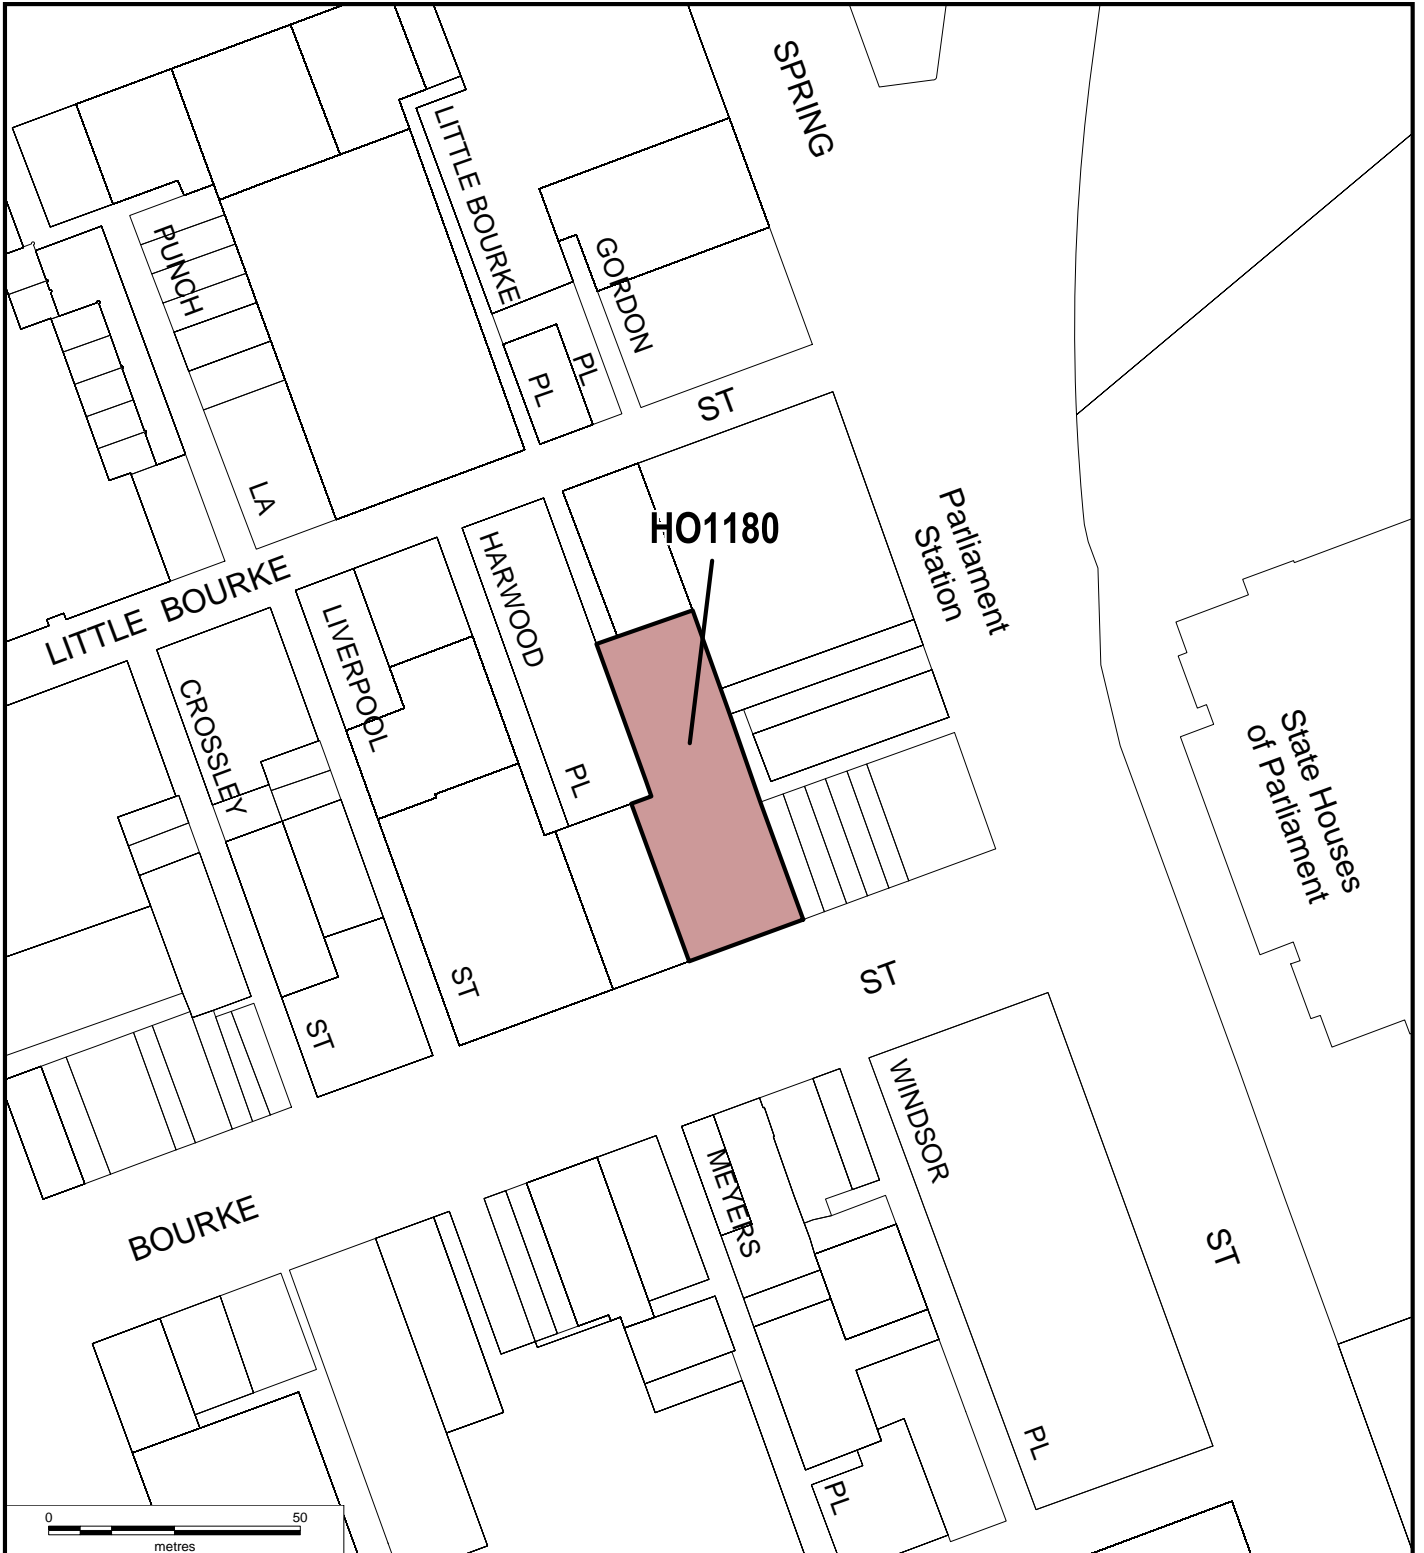 SPRING
LITTLE BOURKE
PUNCH
GORDON
PL
PL
ST
LA
HO1180
Parliament
Station
HARWOOD
LITTLE BOURKE
LIVERPOOL
CROSSLEY
PL
State Houses
of Parliament
ST
ST
ST
WINDSOR
MEYERS
BOURKE
ST
PL
PL
0 50
metres